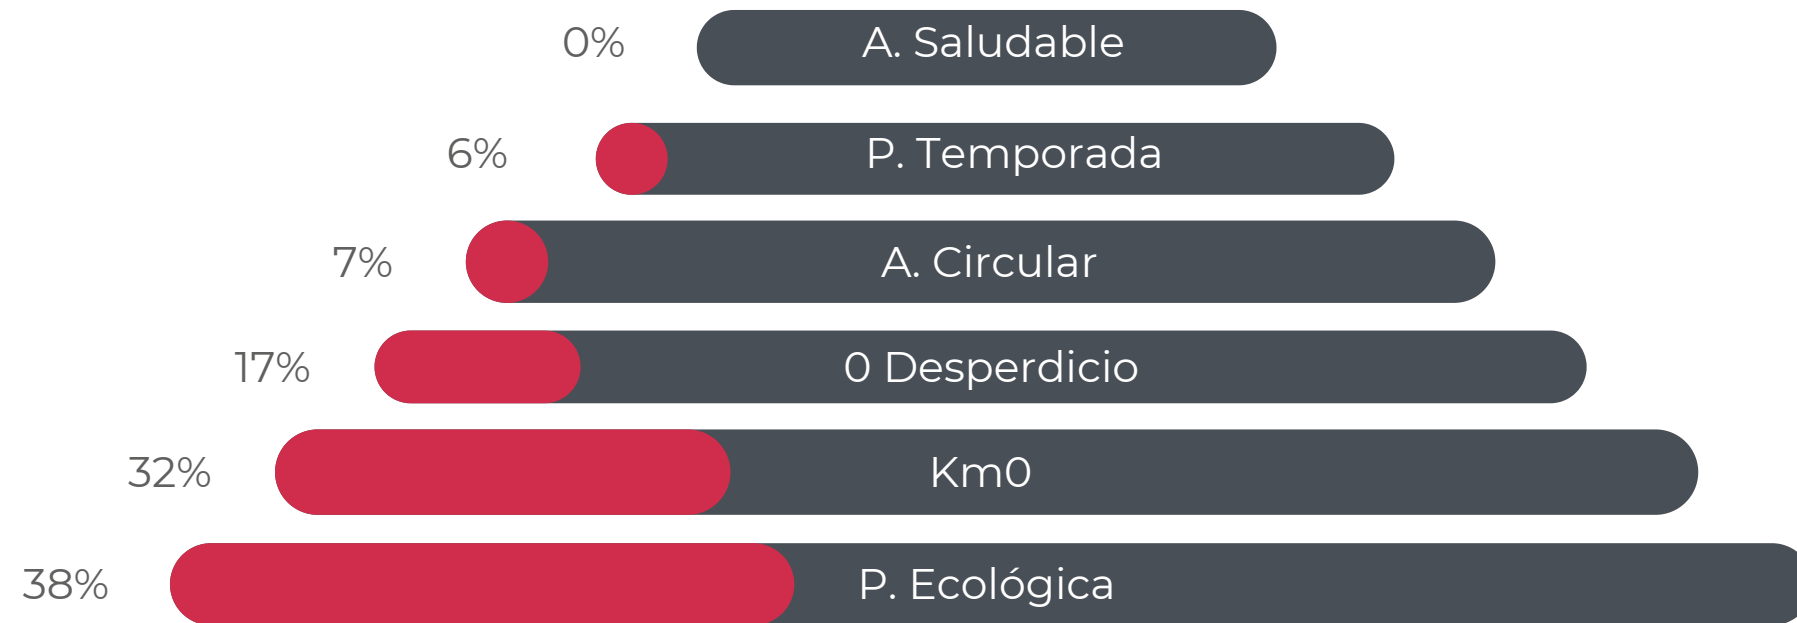 0% A. Saludable
6% P. Temporada
7% A. Circular
17% 0 Desperdicio
32% Km0
38% P. Ecológica